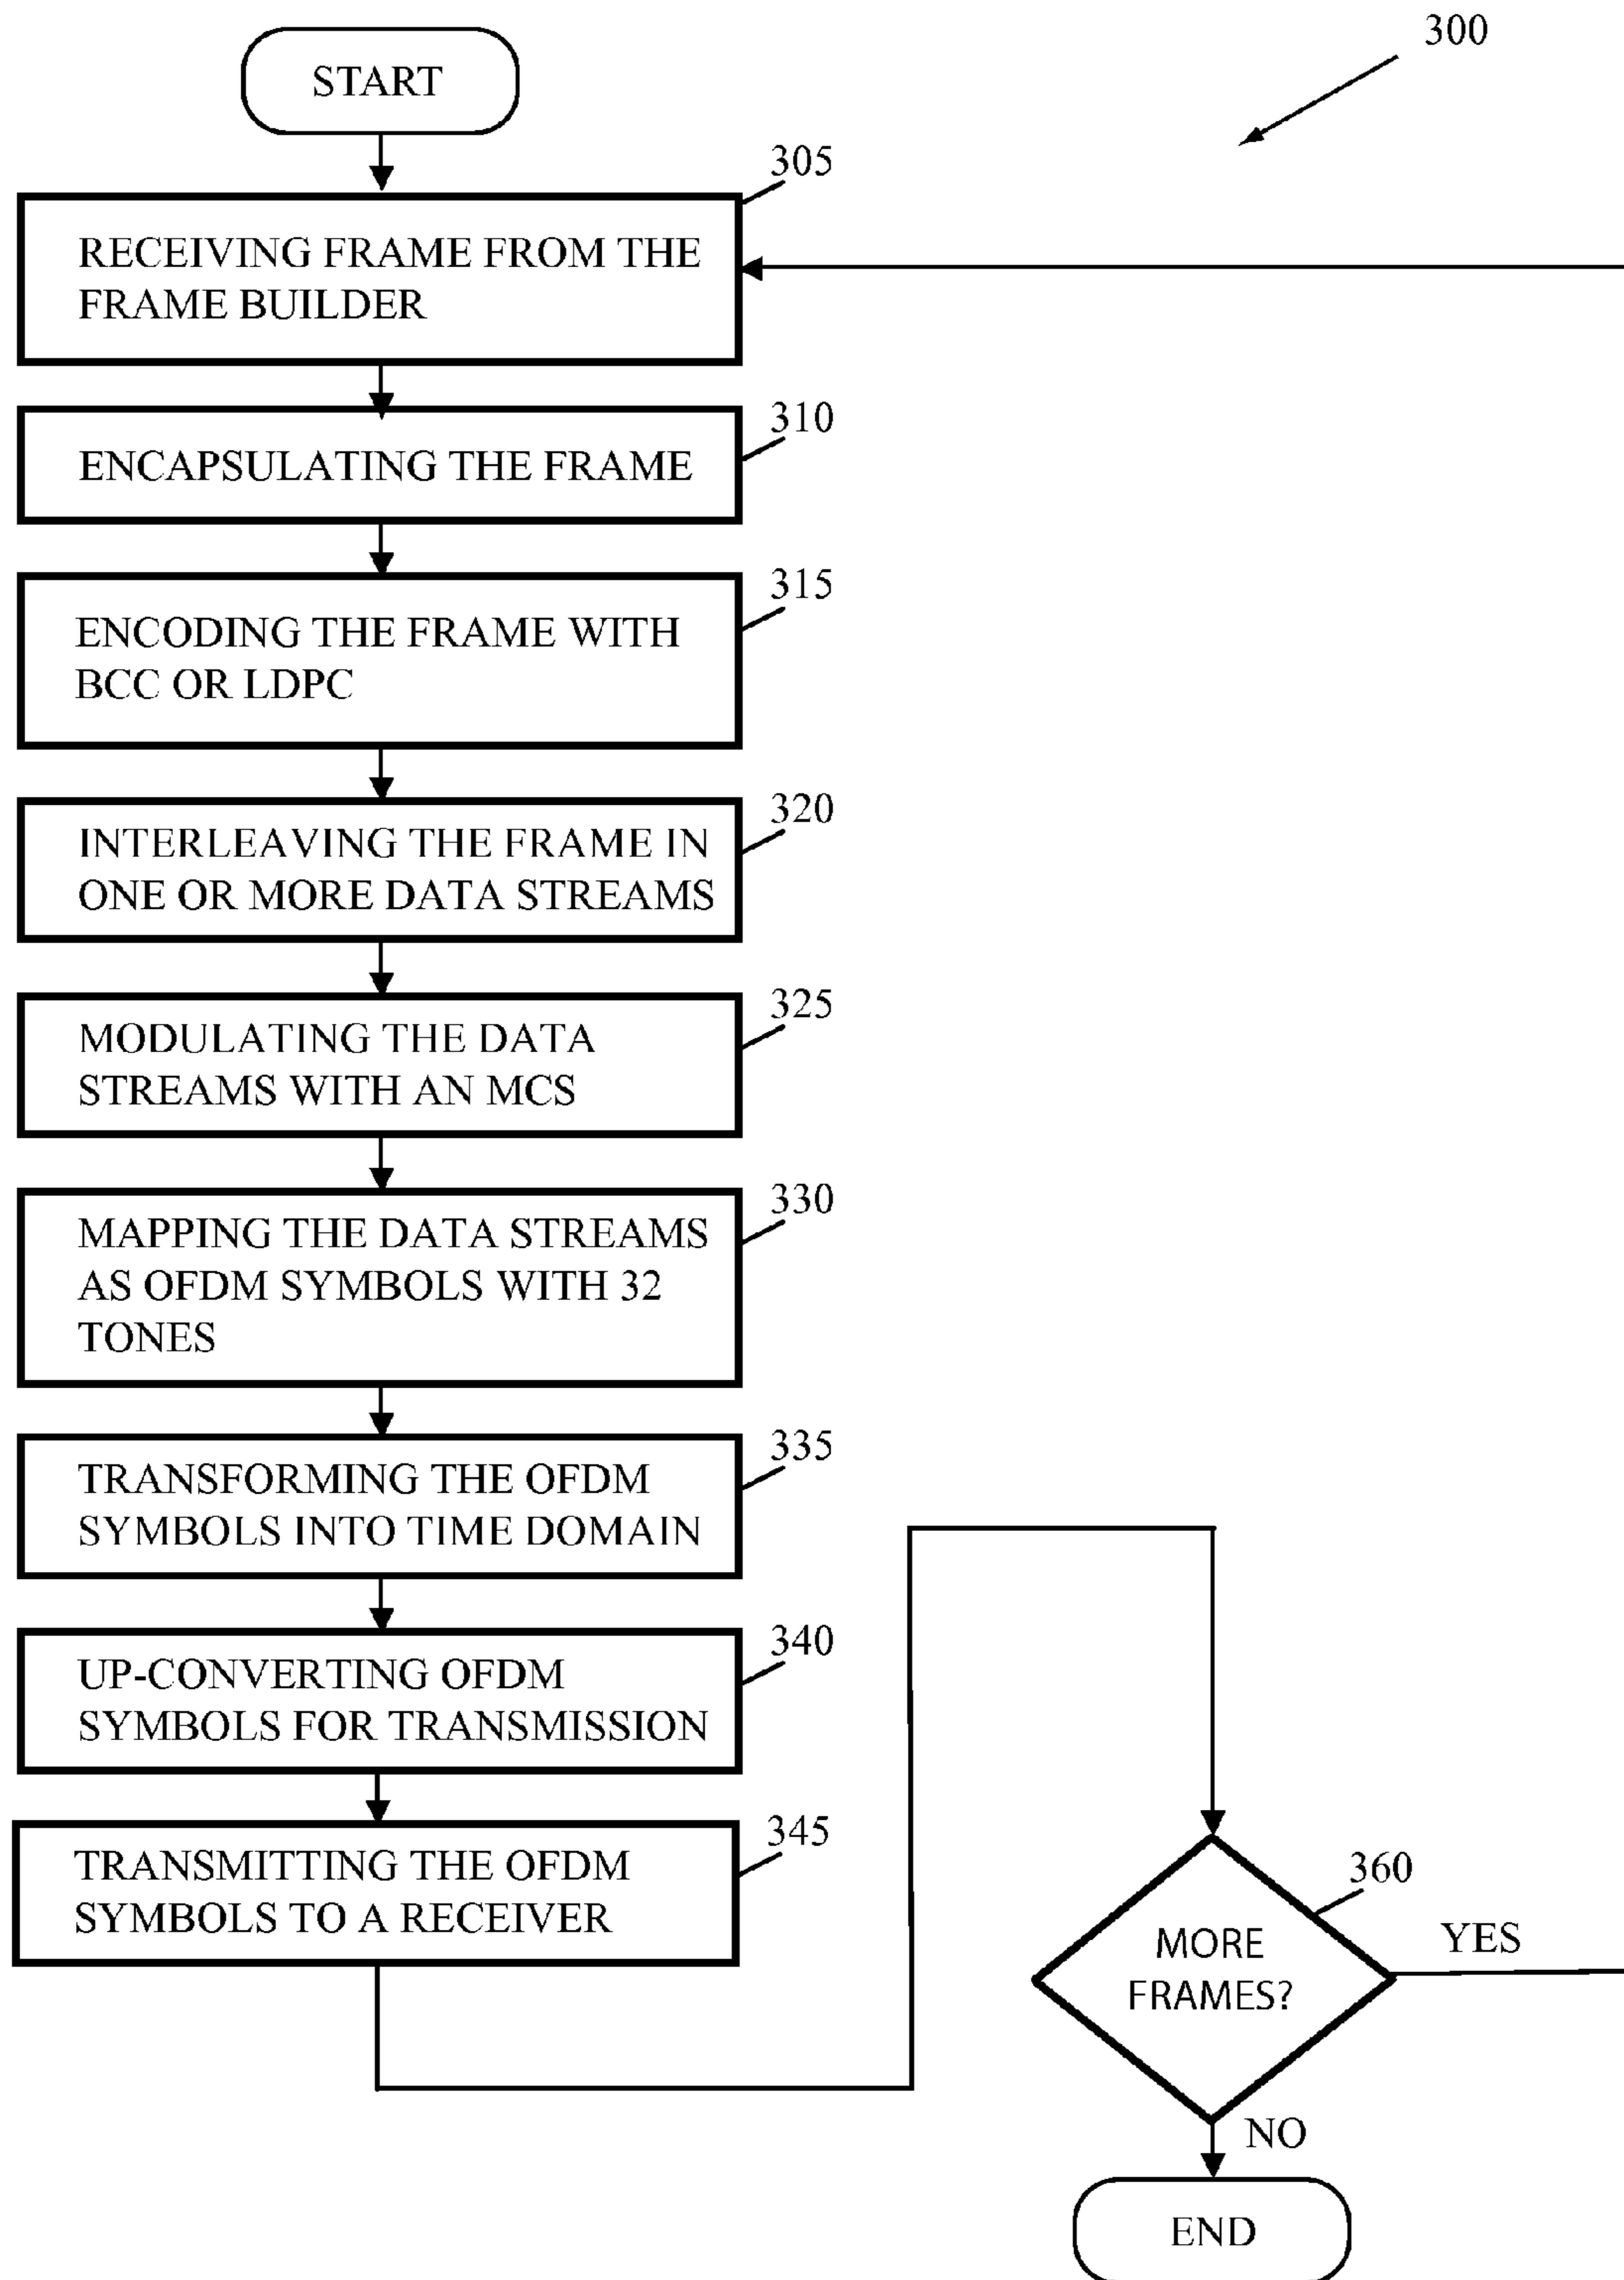 300
START
305
RECEIVING FRAME FROM THE
FRAME BUILDER
310
ENCAPSULATING THE FRAME
315
ENCODING THE FRAME WITH
BCC OR LDPC
320
INTERLEAVING THE FRAME IN
ONE OR MORE DATA STREAMS
325
MODULATING THE DATA
STREAMS WITH AN MCS
330
MAPPING THE DATA STREAMS
AS OFDM SYMBOLS WITH 32
TONES
335
TRANSFORMING THE OFDM
SYMBOLS INTO TIME DOMAIN
340
UP-CONVERTING OFDM
SYMBOLS FOR TRANSMISSION
345
TRANSMITTING THE OFDM
SYMBOLS TO A RECEIVER
360
MORE
FRAMES?
YES
NO
END